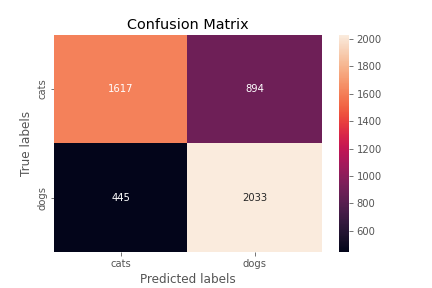 Confusion Matrix
True labels
cats
dogs
1617
894
445
2033
cats
dogs
Predicted labels
2000
1800
1600
1400
1200
1000
800
600